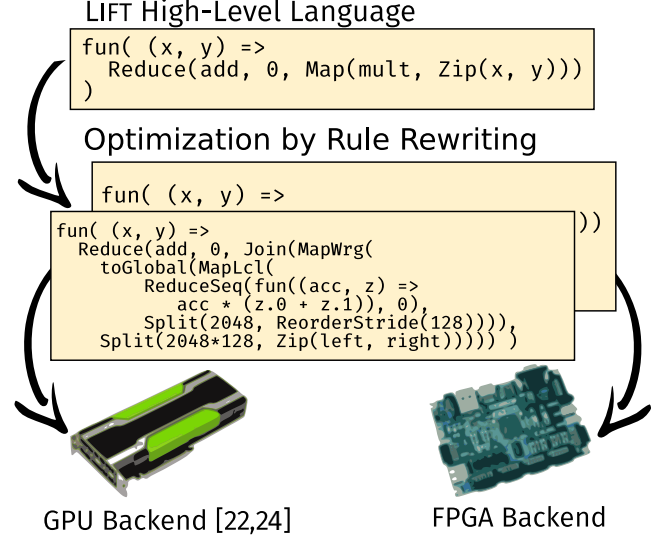 LIFT High-Level Language
fun( (x, y) =>
  Reduce(add, 0, Map(mult, Zip(x, y)))
)
Optimization by Rule Rewriting
fun( (x, y) =>
))
fun( (x, y) =>
  Reduce(add, 0, Join(MapWrg(
    toGlobal(MapLcl(
        ReduceSeq(fun((acc, z) =>
           acc * (z.0 + z.1)), 0),
        Split(2048, ReorderStride(128)))),
    Split(2048*128, Zip(left, right))))) )
GPU Backend [22,24]
FPGA Backend